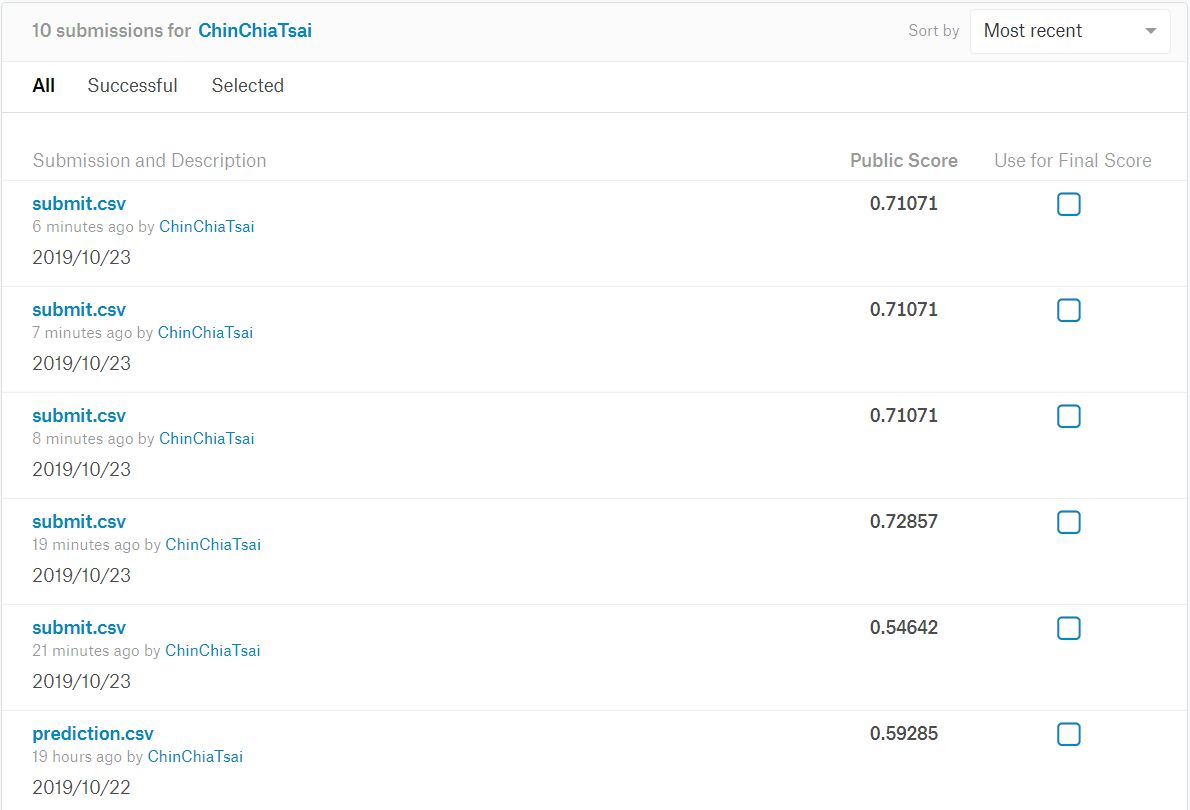 10 submissions for ChinChiaTsai Sort by Most recent
All Successful Selected
Submission and Description Public Score Use for Final Score
submit.csv 0.71071
6 minutes ago by ChinChiaTsai
2019/10/23
submit.csv 0.71071
7 minutes ago by ChinChiaTsai
2019/10/23
submit.csv 0.71071
8 minutes ago by ChinChiaTsai
2019/10/23
submit.csv 0.72857
19 minutes ago by ChinChiaTsai
2019/10/23
submit.csv 0.54642
21 minutes ago by ChinChiaTsai
2019/10/23
prediction.csv 0.59285
19 hours ago by ChinChiaTsai
2019/10/22